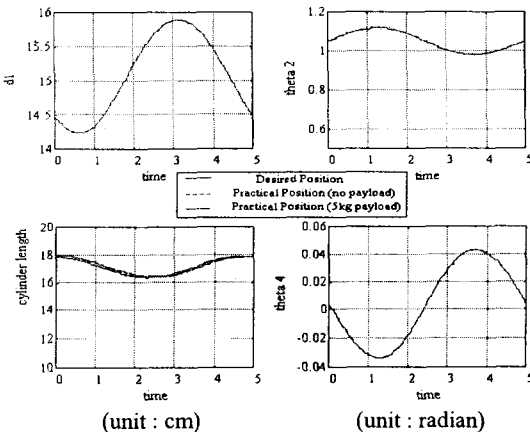 16
15.5
15
14.5
14
d1
0 1 2 3 4 5
time
1.2
1
0.8
0.6
theta 2
0 1 2 3 4 5
time
Desired Position
Practical Position (no payload)
Practical Position (5kg payload)
20
18
16
14
12
10
cylinder length
0 1 2 3 4 5
time
0.06
0.04
0.02
0
-0.02
-0.04
theta 4
0 1 2 3 4 5
time
(unit : cm)
(unit : radian)